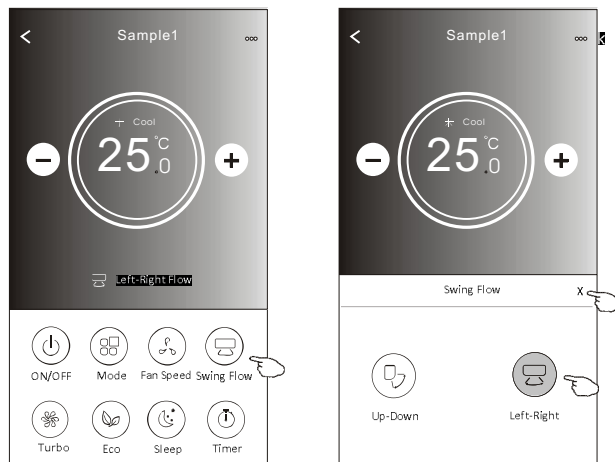 Sample1
Cool
25.0°C
Left-Right Flow
ON/OFF Mode Fan Speed Swing Flow
Turbo Eco Sleep Timer
Sample1
Cool
25.0°C
Swing Flow X
Up-Down Left-Right